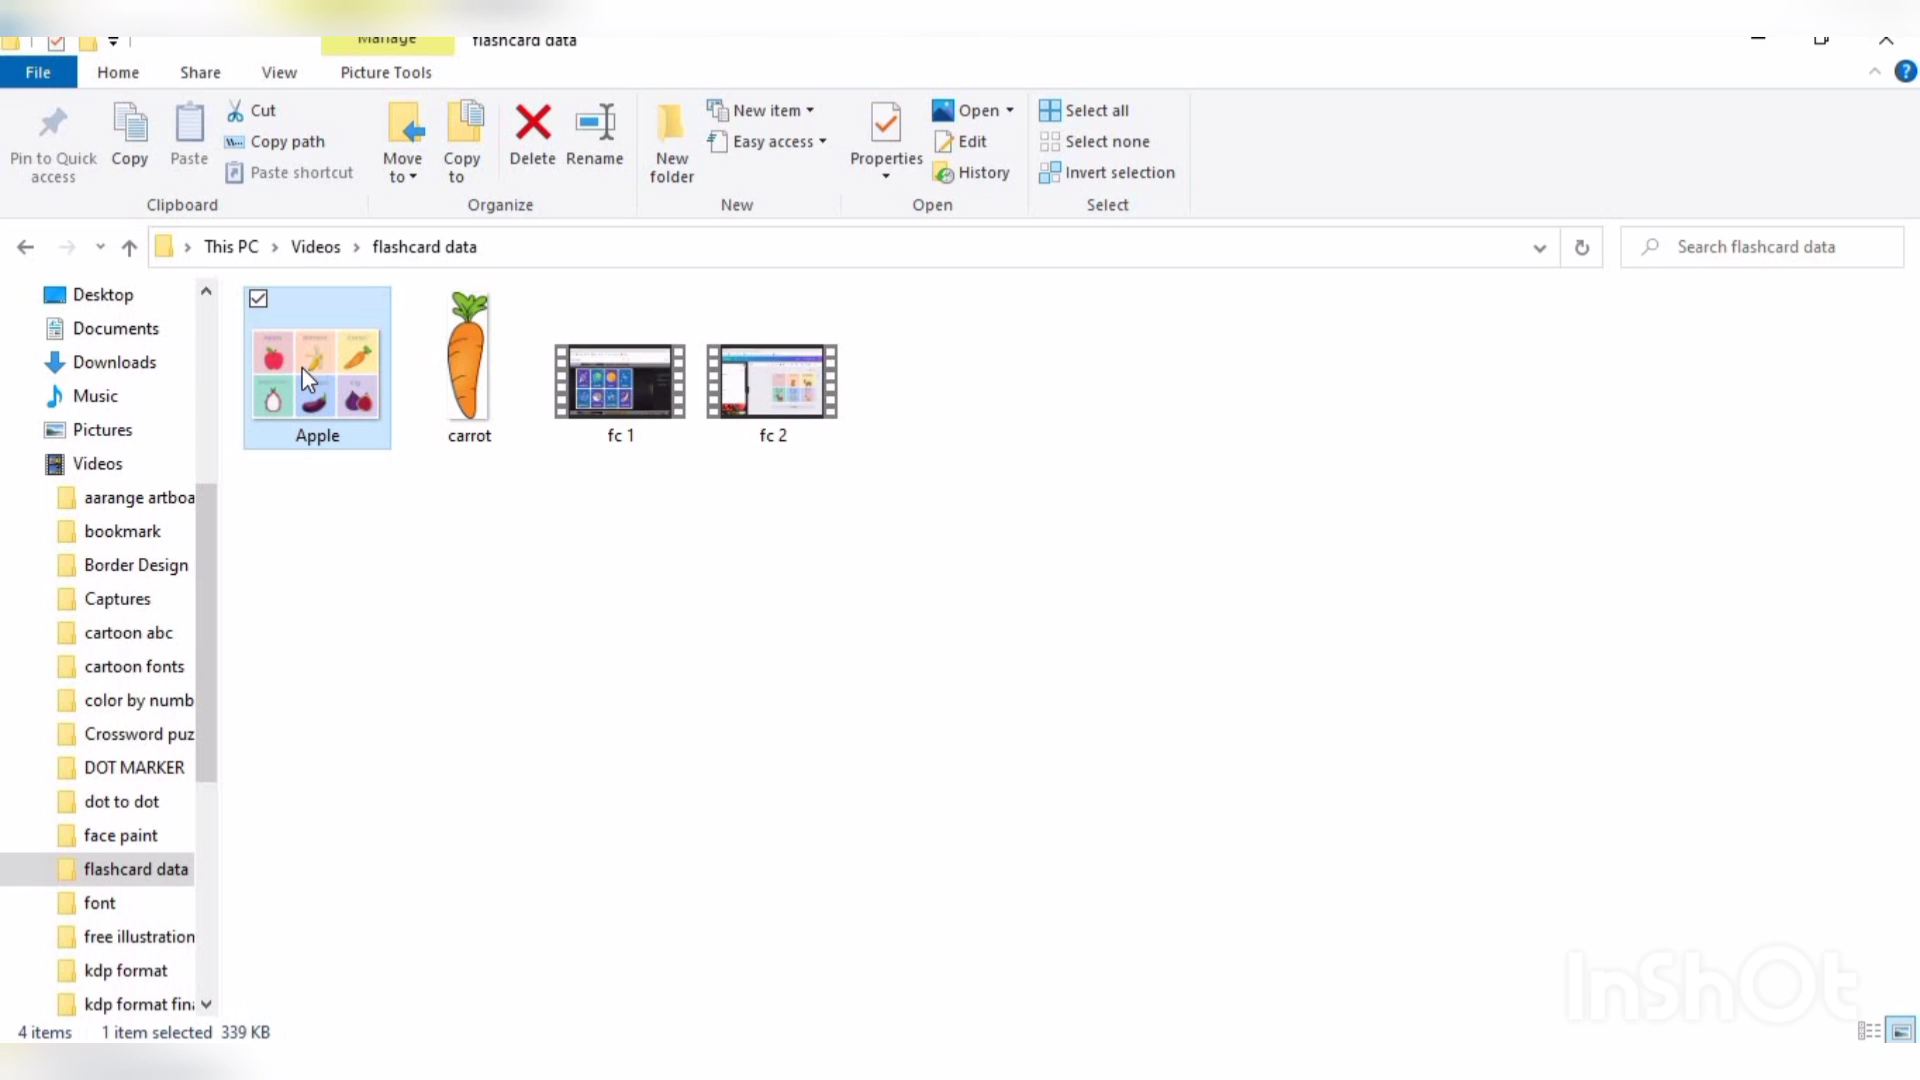 Manage
flashcard data
File
Home
Share
View
Picture Tools
Pin to Quick
access
Copy
Paste
Cut
Copy path
Paste shortcut
Clipboard
Move
to
Copy
to
Delete
Rename
Organize
New
folder
New item
Easy access
New
Properties
Open
Edit
History
Open
Select all
Select none
Invert selection
Select
This PC
Videos
flashcard data
Search flashcard data
Desktop
Documents
Downloads
Music
Pictures
Videos
aarange artboa
bookmark
Border Design
Captures
cartoon abc
cartoon fonts
color by numb
Crossword puz
DOT MARKER
dot to dot
face paint
flashcard data
font
free illustration
kdp format
kdp format fina
Apple
carrot
fc 1
fc 2
4 items
1 item selected 339 KB
InShOt